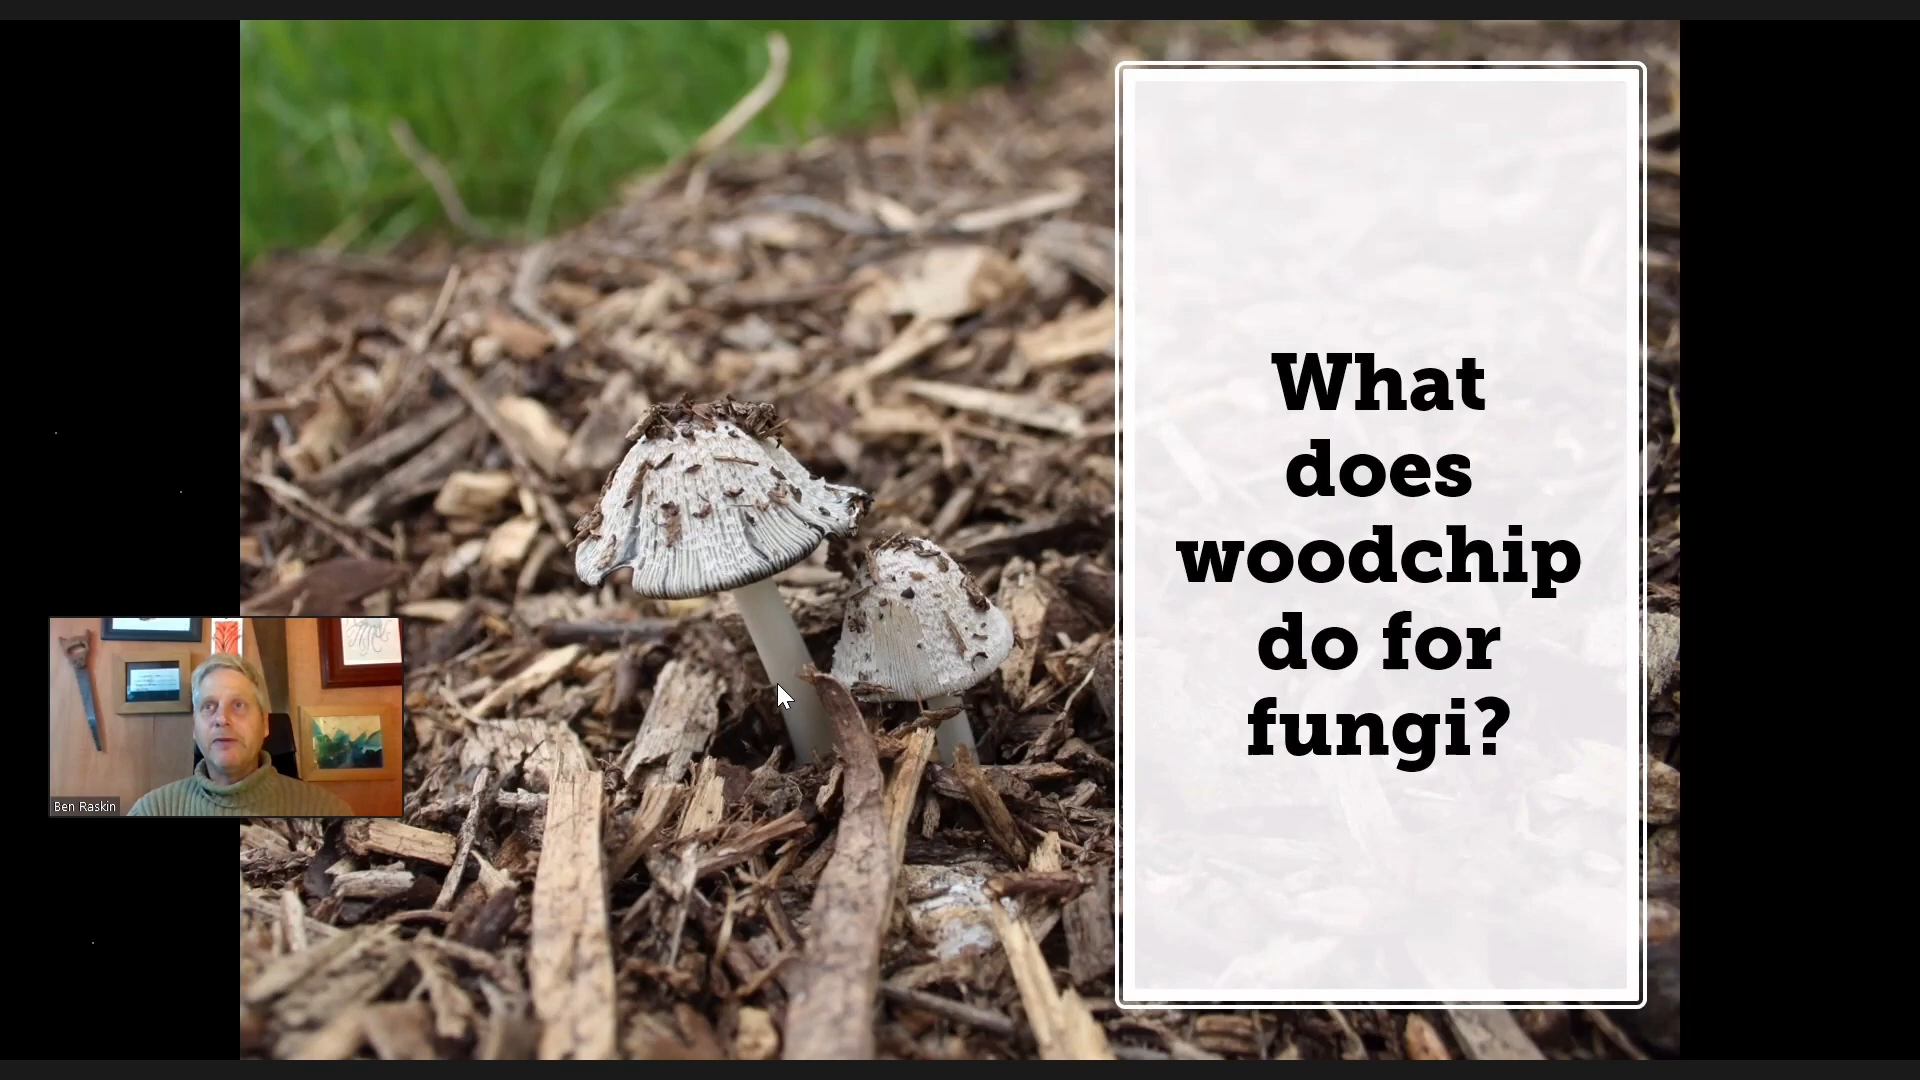 What
does
woodchip
do for
fungi?
Ben Raskin